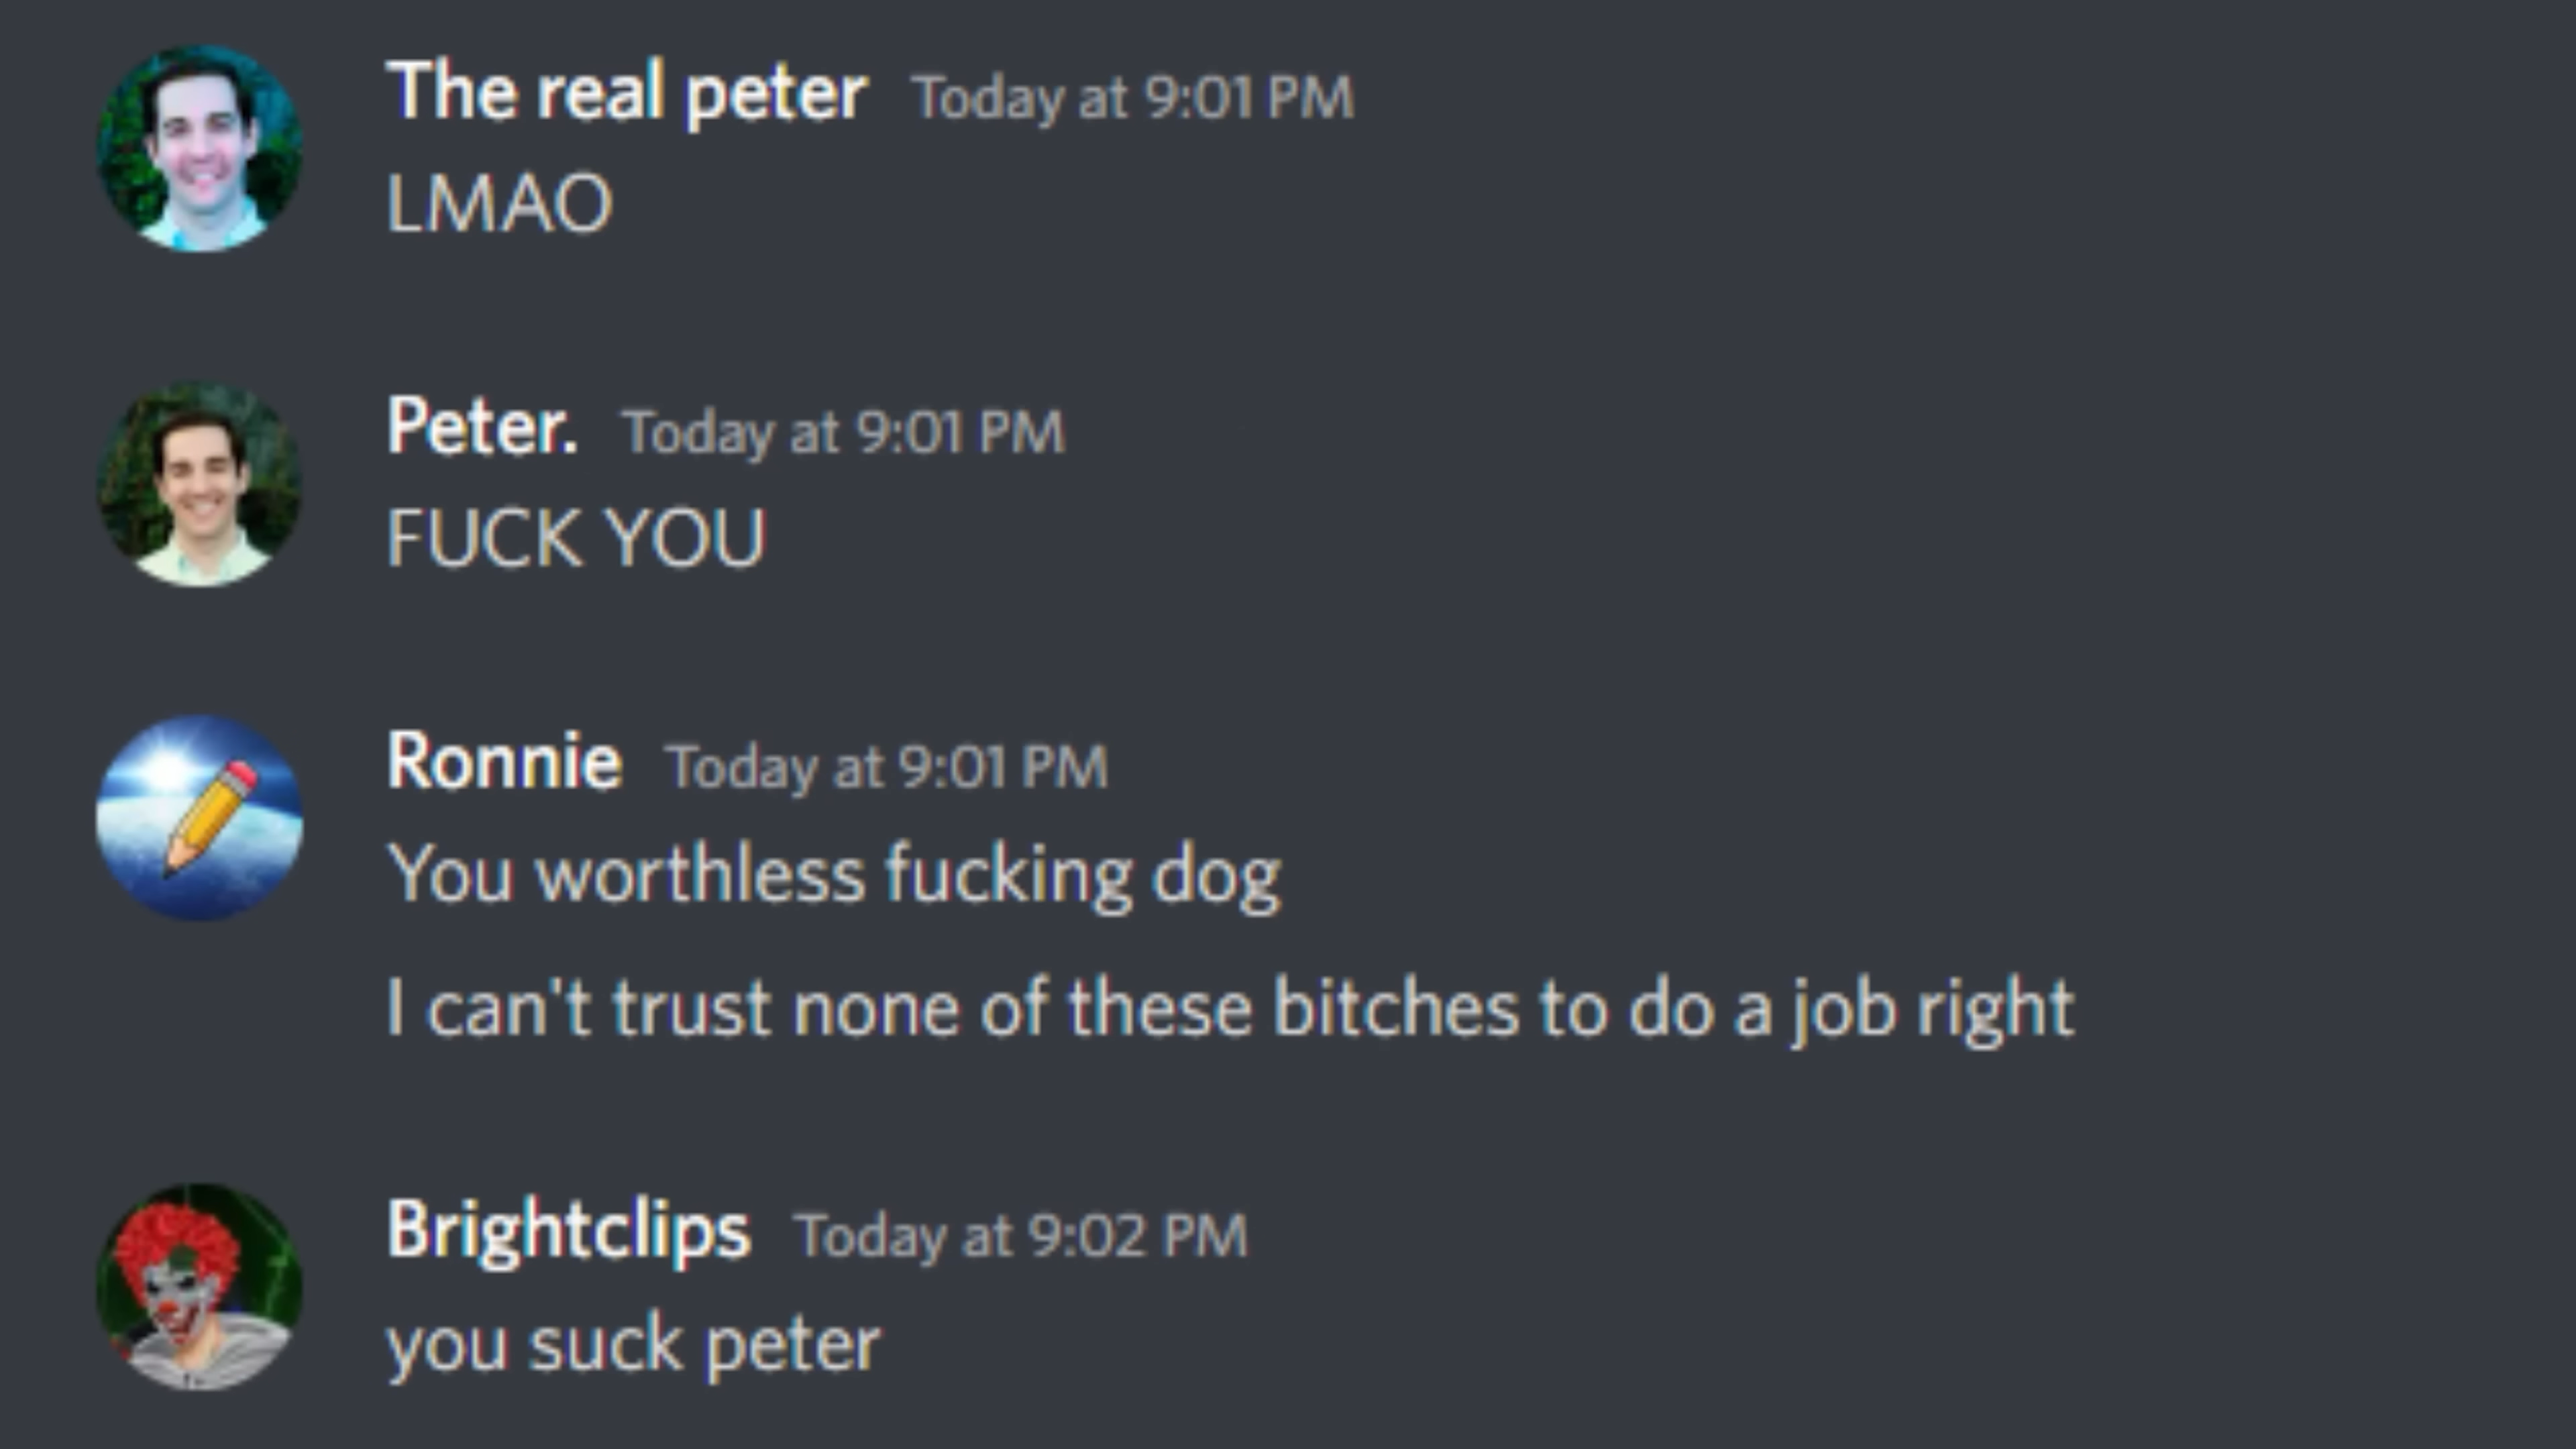 The real peter Today at 9:01 PM
LMAO
Peter. Today at 9:01 PM
FUCK YOU
Ronnie Today at 9:01 PM
You worthless fucking dog
I can't trust none of these bitches to do a job right
Brightclips Today at 9:02 PM
you suck peter